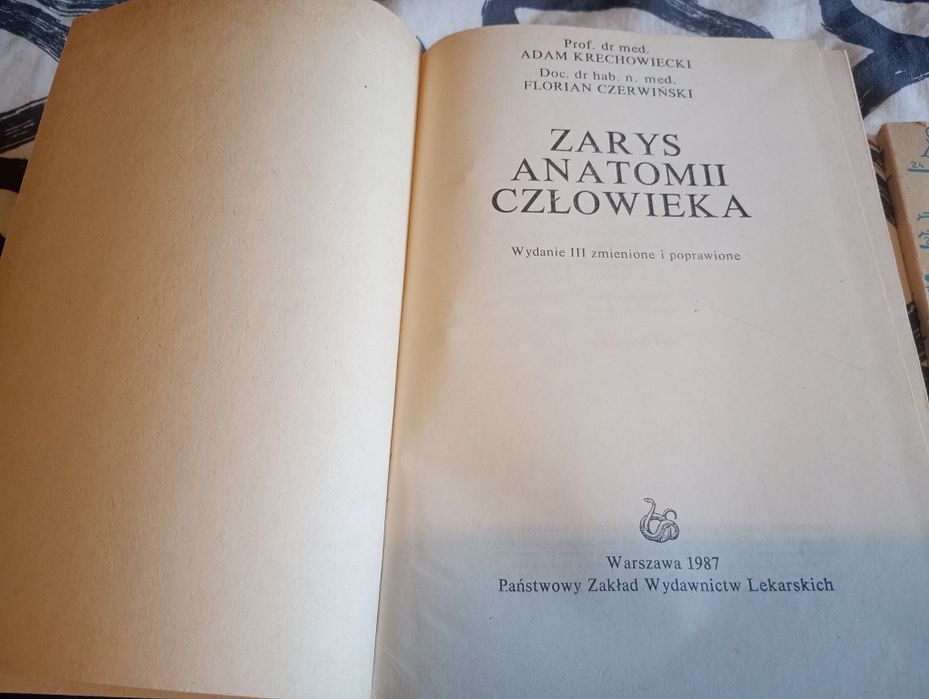 Prof. dr med.
ADAM KRECHOWIECKI
Doc. dr hab. n. med.
FLORIAN CZERWIŃSKI
ZARYS
ANATOMII
CZŁOWIEKA
Wydanie III zmienione i poprawione
Warszawa 1987
Państwowy Zakład Wydawnictw Lekarskich
24